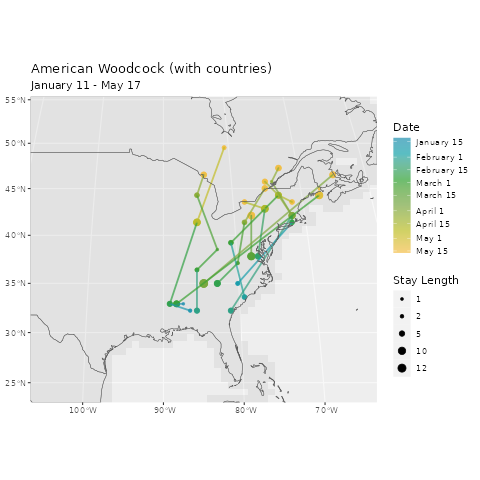 American Woodcock (with countries)
January 11 - May 17
55°N
50°N
45°N
40°N
35°N
30°N
25°N
100°W
90°W
80°W
70°W
Date
January 15
February 1
February 15
March 1
March 15
April 1
April 15
May 1
May 15
Stay Length
1
2
5
10
12